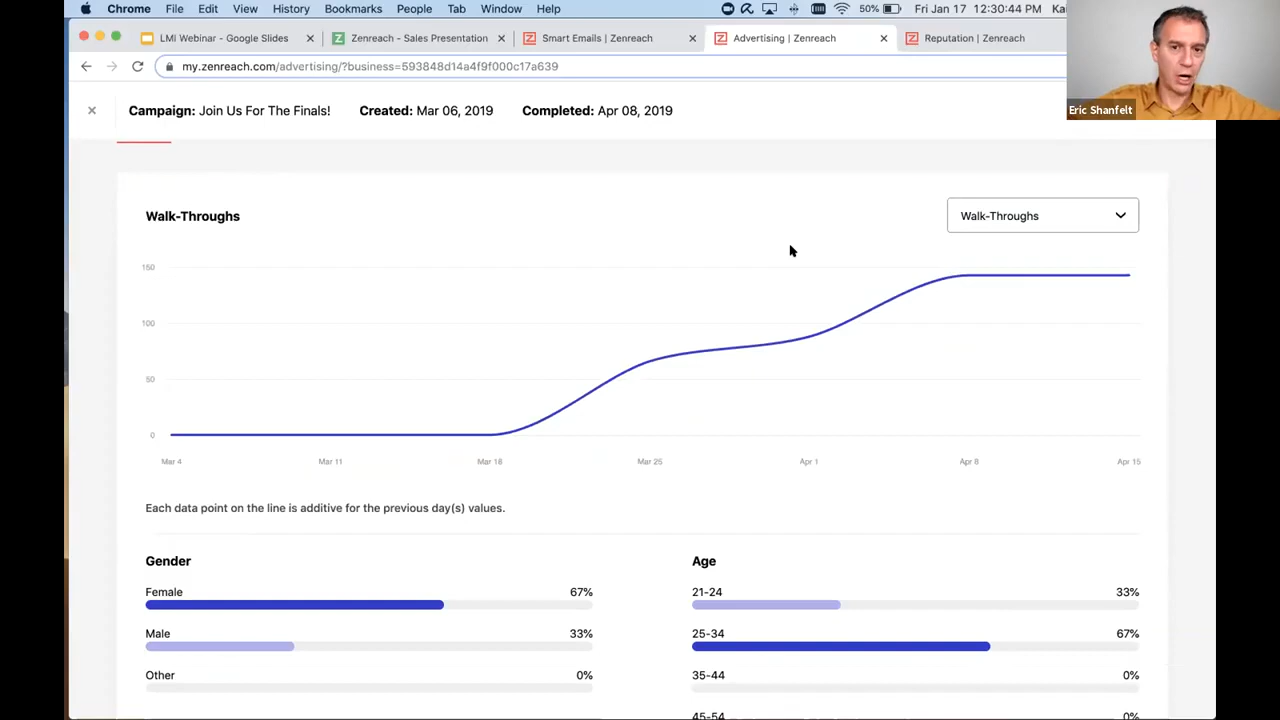 Chrome File Edit View History Bookmarks People Tab Window Help 50% Fri Jan 17 12:30:44 PM
LMI Webinar - Google Slides Zenreach - Sales Presentation Smart Emails | Zenreach Advertising | Zenreach Reputation | Zenreach
my.zenreach.com/advertising/?business=593848d14a4f9f000c17a639
Eric Shanfelt
Campaign: Join Us For The Finals! Created: Mar 06, 2019 Completed: Apr 08, 2019
Walk-Throughs Walk-Throughs
150
100
50
0
Mar 4 Mar 11 Mar 18 Mar 25 Apr 1 Apr 8 Apr 15
Each data point on the line is additive for the previous day(s) values.
Gender Age
Female 67% 21-24 33%
Male 33% 25-34 67%
Other 0% 35-44 0%
45-54 0%